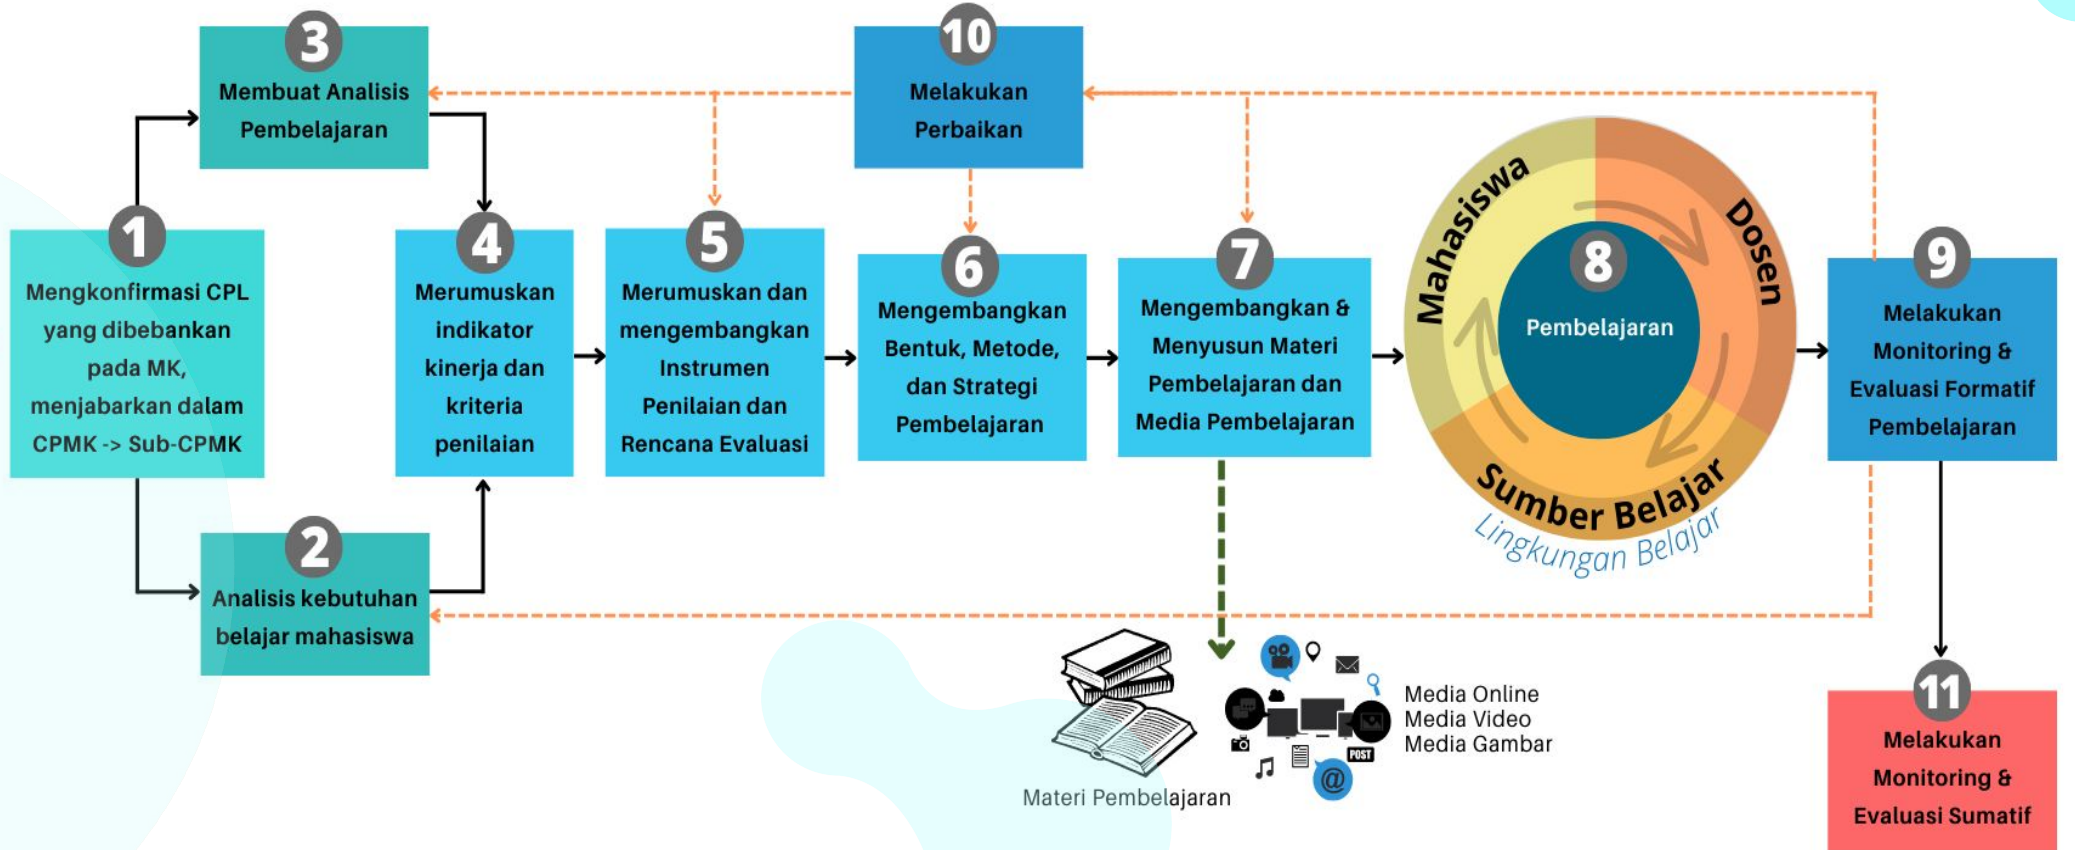 1
Mengkonfirmasi CPL
yang dibebankan
pada MK,
menjabarkan dalam
CPMK -> Sub-CPMK
2
Analisis kebutuhan
belajar mahasiswa
3
Membuat Analisis
Pembelajaran
4
Merumuskan
indikator
kinerja dan
kriteria
penilaian
5
Merumuskan dan
mengembangkan
Instrumen
Penilaian dan
Rencana Evaluasi
6
Mengembangkan
Bentuk, Metode,
dan Strategi
Pembelajaran
7
Mengembangkan &
Menyusun Materi
Pembelajaran dan
Media Pembelajaran
Materi Pembelajaran
POST
@
Media Online
Media Video
Media Gambar
8
Pembelajaran
Mahasiswa
Dosen
Sumber Belajar
Lingkungan Belajar
9
Melakukan
Monitoring &
Evaluasi Formatif
Pembelajaran
10
Melakukan
Perbaikan
11
Melakukan
Monitoring &
Evaluasi Sumatif